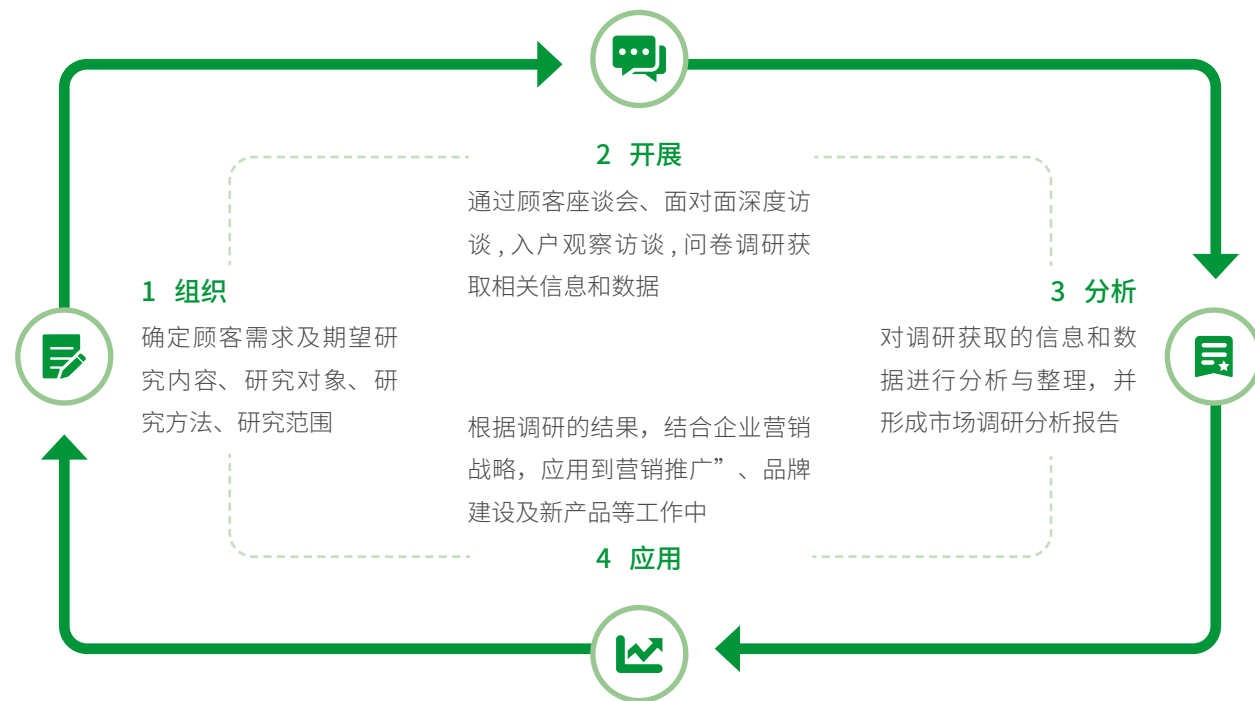 1 组织
确定顾客需求及期望研
究内容、研究对象、研
究方法、研究范围
2 开展
通过顾客座谈会、面对面深度访
谈,入户观察访谈,问卷调研获
取相关信息和数据
3 分析
对调研获取的信息和数
据进行分析与整理，并
形成市场调研分析报告
根据调研的结果，结合企业营销
战略，应用到营销推广”、品牌
建设及新产品等工作中
4 应用